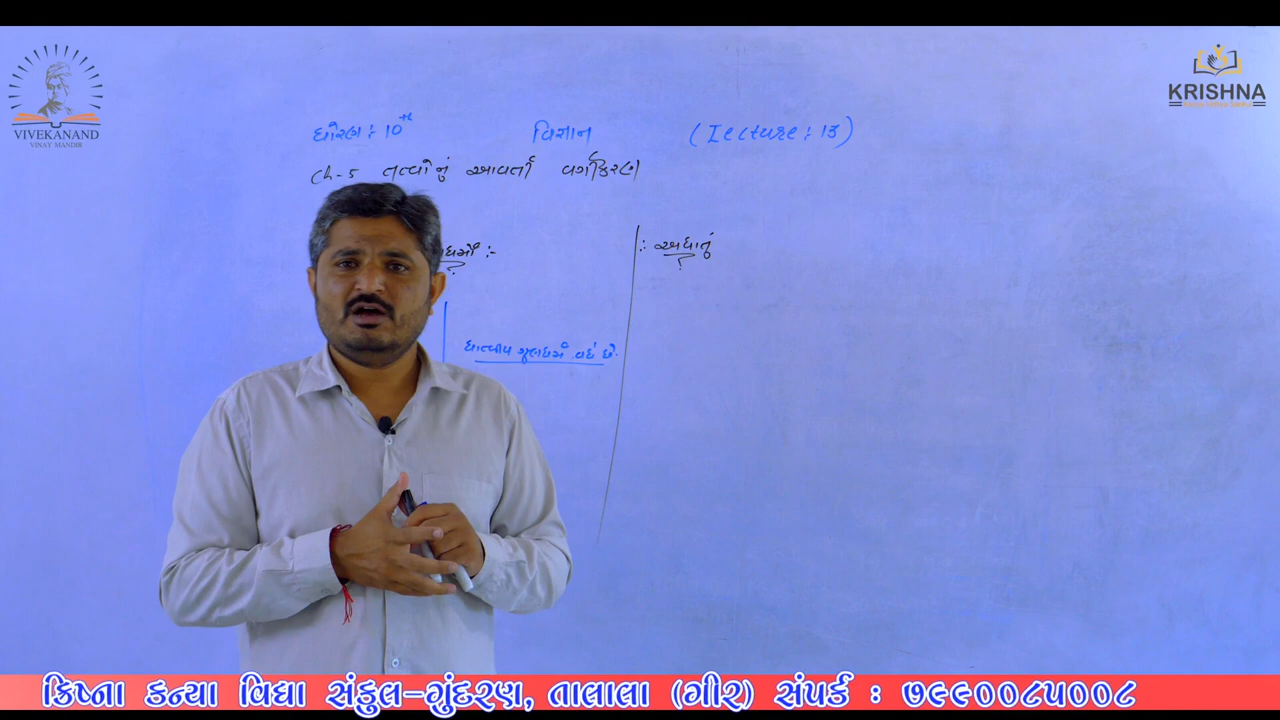 VIVEKANAND
VINAY MANDIR
KRISHNA
ધોરણ : 10th વિજ્ઞાન (Lecture : 13)
Ch-5 તત્વોનું આવર્તી વર્ગીકરણ
:- અધાતું
ધાત્વીય ગુણધર્મ વધે છે.
ક્રિષ્ના કન્યા વિદ્યા સંકુલ-ગુંદરણ, તાલાલા (ગીર) સંપર્ક : ૭૯૯૦૦૮૫૦૦૮